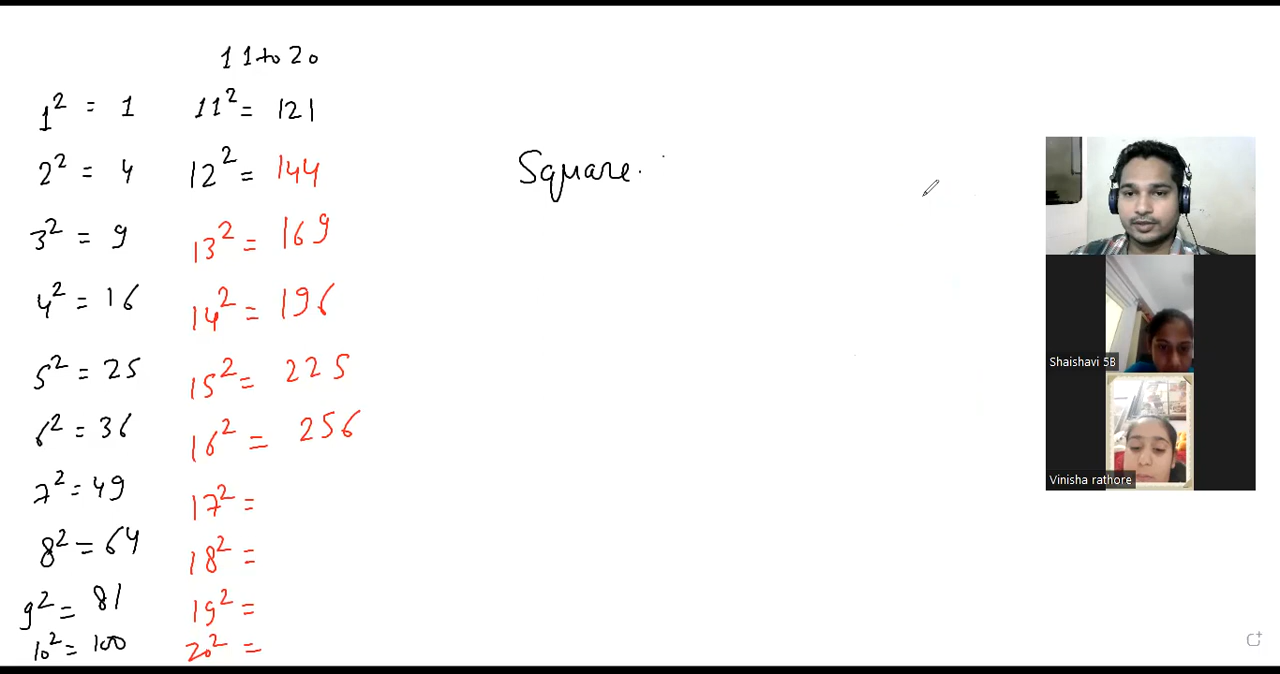 11 to 20
1² = 1
11² = 121
2² = 4
12² = 144
Square.
3² = 9
13² = 169
4² = 16
14² = 196
5² = 25
15² = 225
6² = 36
16² = 256
7² = 49
17² =
8² = 64
18² =
9² = 81
19² =
10² = 100
20² =
Shaishavi 5B
Vinisha rathore